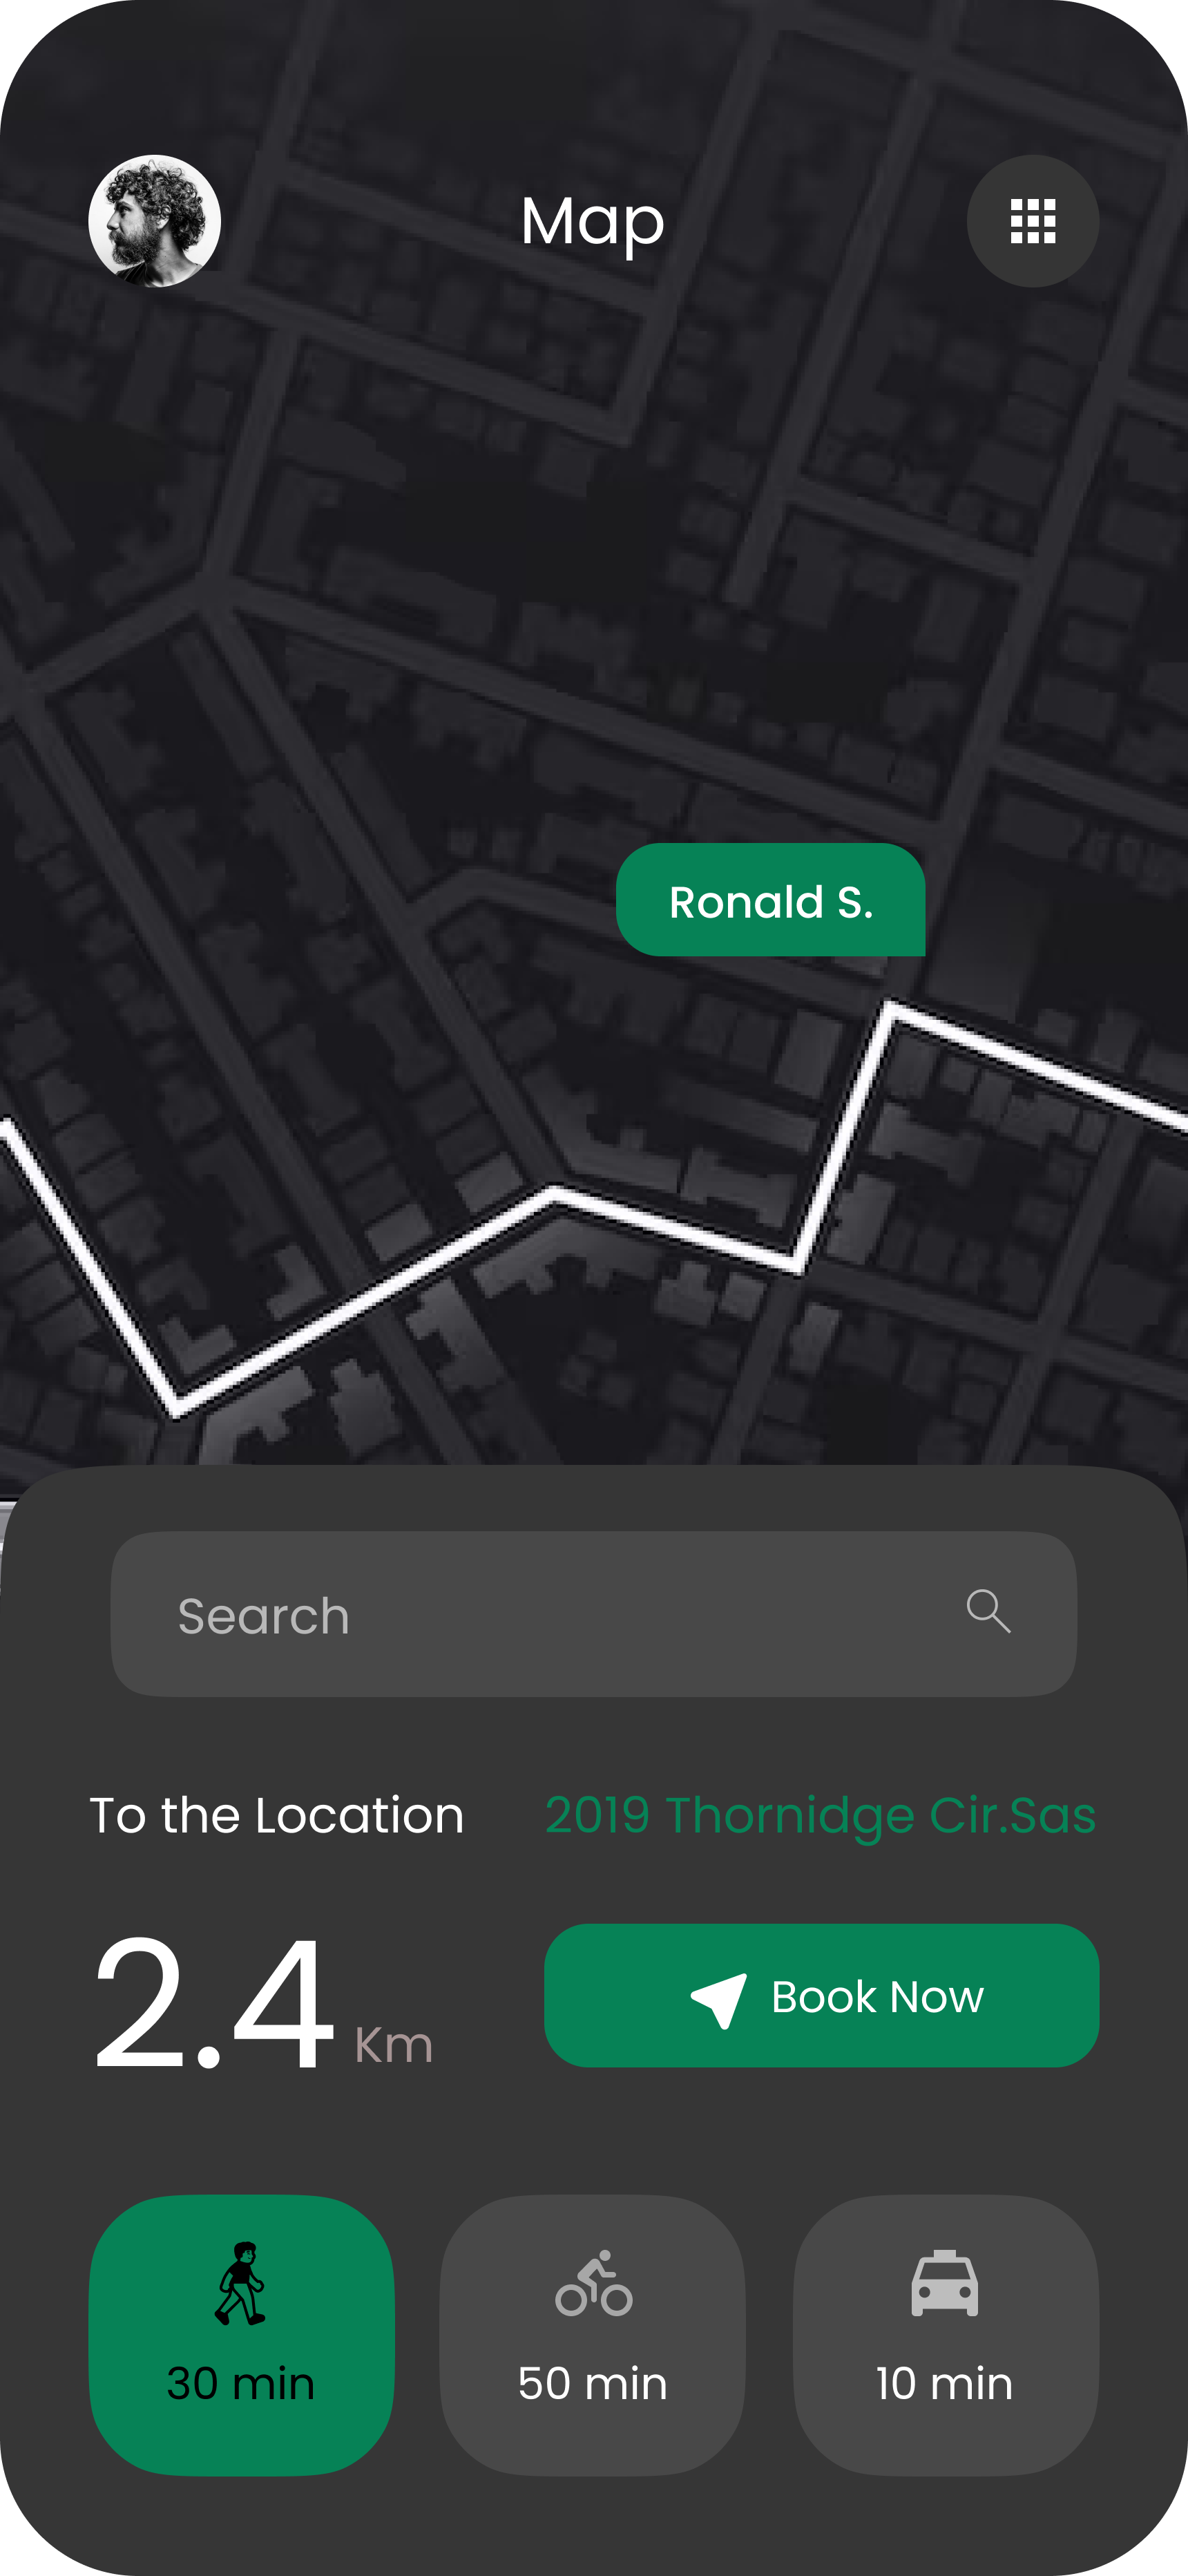 Map
Ronald S.
Search
To the Location
2019 Thornidge Cir.Sas
2.4 Km
Book Now
30 min
50 min
10 min